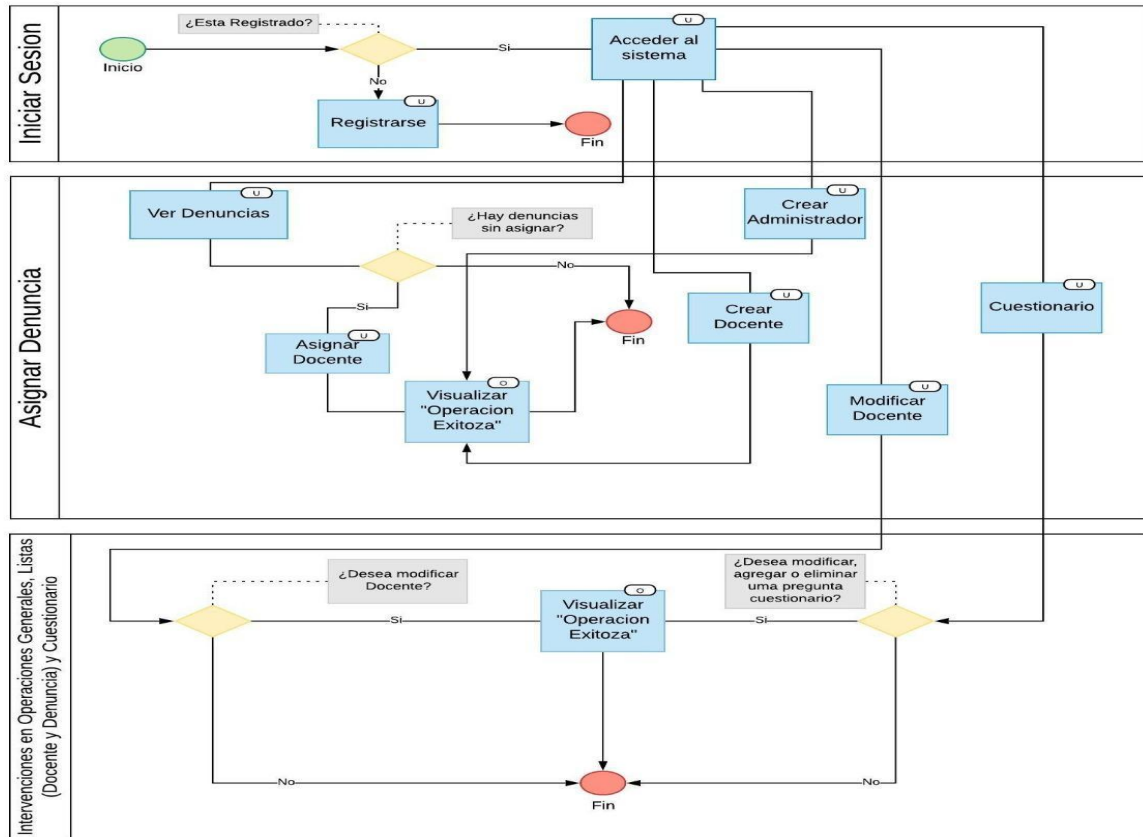 Iniciar Sesion
¿Esta Registrado?
Inicio
Si
No
U
Acceder al
sistema
U
Registrarse
Fin
Asignar Denuncia
U
Ver Denuncias
¿Hay denuncias
sin asignar?
U
Crear
Administrador
No
Si
U
Asignar
Docente
Fin
U
Crear
Docente
U
Cuestionario
O
Visualizar
"Operacion
Exitoza"
U
Modificar
Docente
Intervenciones en Operaciones Generales, Listas
(Docente y Denuncia) y Cuestionario
¿Desea modificar
Docente?
¿Desea modificar,
agregar o eliminar
uma pregunta
cuestionario?
Si
O
Visualizar
"Operacion
Exitoza"
Si
No
No
Fin